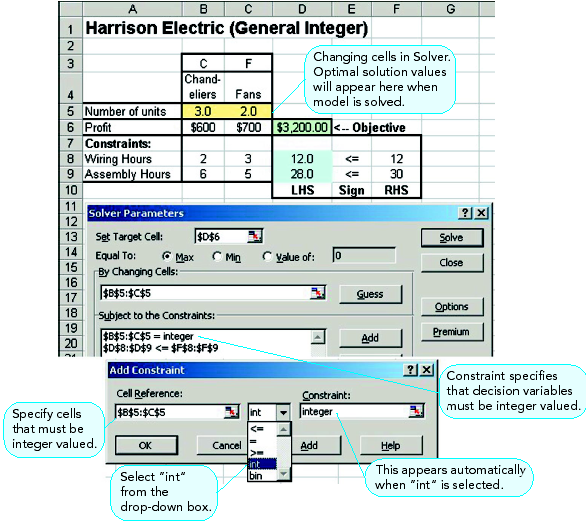 A B C D E F G
1 Harrison Electric (General Integer)
2
3 C F
Chand-
4 eliers Fans
5 Number of units 3.0 2.0
6 Profit $600 $700 $3,200.00 <-- Objective
7 Constraints:
8 Wiring Hours 2 3 12.0 <= 12
9 Assembly Hours 6 5 28.0 <= 30
10 LHS Sign RHS
11
12
13
14
15
16
17
18
19
20
Changing cells in Solver.
Optimal solution values
will appear here when
model is solved.
Solver Parameters
Set Target Cell: $D$6 Solve
Equal To: Max Min Value of: 0 Close
By Changing Cells:
$B$5:$C$5 Guess
Options
Subject to the Constraints:
Premium
$B$5:$C$5 = integer Add
$D$8:$D$9 <= $F$8:$F$9
Add Constraint
Cell Reference: Constraint:
$B$5:$C$5 int integer
OK Cancel Add Help
<=
=
>=
int
bin
Constraint specifies
that decision variables
must be integer valued.
Specify cells
that must be
integer valued.
Select "int"
from the
drop-down box.
This appears automatically
when "int" is selected.